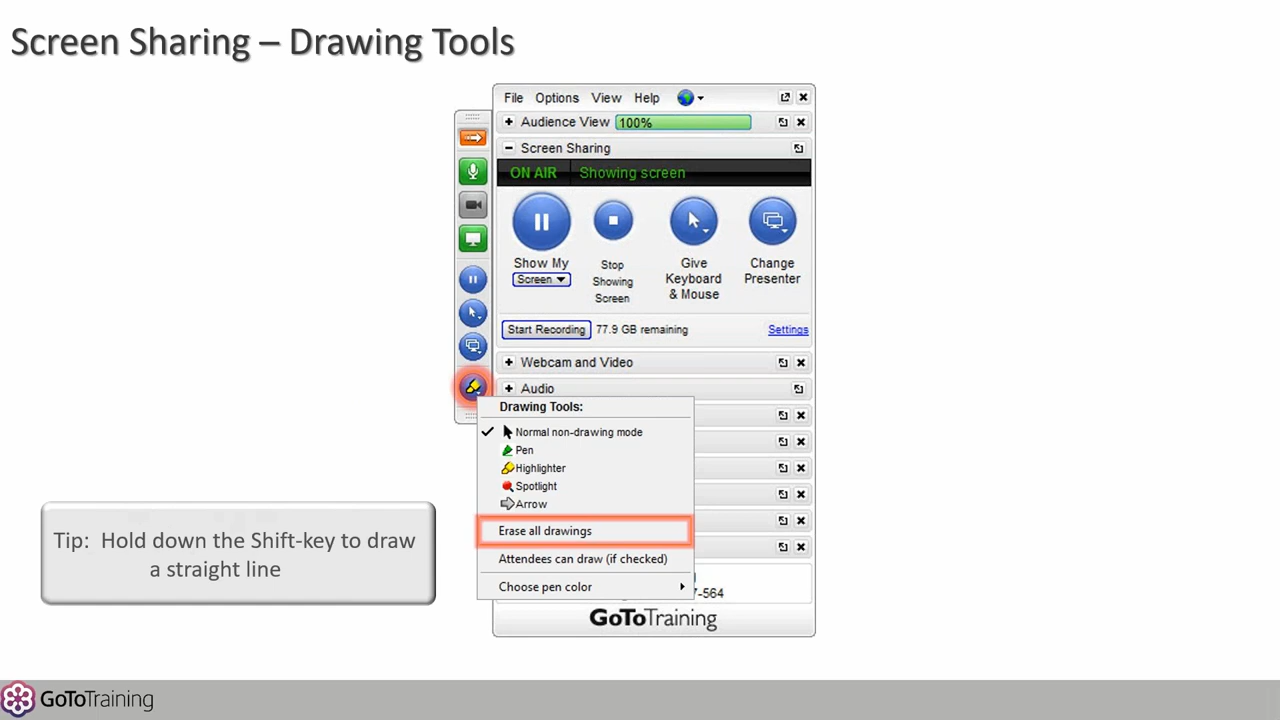 Screen Sharing – Drawing Tools
File Options View Help
Audience View 100%
Screen Sharing
ON AIR Showing screen
Show My
Screen
Stop
Showing
Screen
Give
Keyboard
& Mouse
Change
Presenter
Start Recording 77.9 GB remaining Settings
Webcam and Video
Audio
Drawing Tools:
Normal non-drawing mode
Pen
Highlighter
Spotlight
Arrow
Erase all drawings
Attendees can draw (if checked)
Choose pen color
-564
Tip: Hold down the Shift-key to draw
a straight line
GoToTraining
GoToTraining